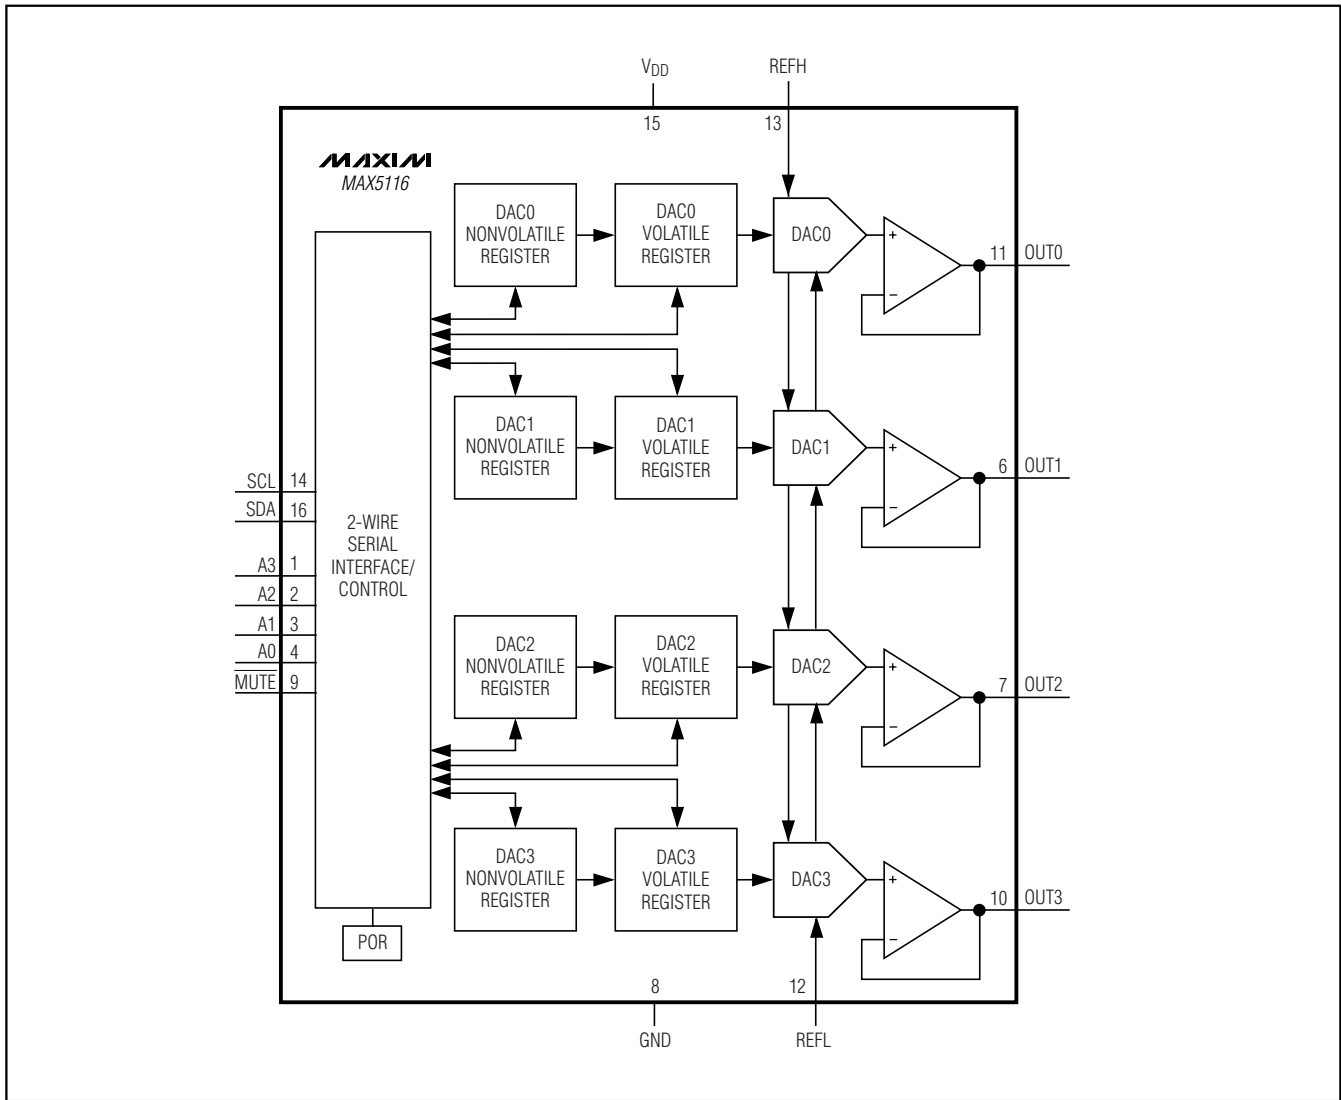 VDD
REFH
15
13
MAXIM
MAX5116
DAC0
NONVOLATILE
REGISTER
DAC0
VOLATILE
REGISTER
DAC0
+
−
11
OUT0
DAC1
NONVOLATILE
REGISTER
DAC1
VOLATILE
REGISTER
DAC1
+
−
6
OUT1
SCL
14
SDA
16
A3
1
A2
2
A1
3
A0
4
MUTE
9
2-WIRE
SERIAL
INTERFACE/
CONTROL
DAC2
NONVOLATILE
REGISTER
DAC2
VOLATILE
REGISTER
DAC2
+
−
7
OUT2
DAC3
NONVOLATILE
REGISTER
DAC3
VOLATILE
REGISTER
DAC3
+
−
10
OUT3
POR
8
12
GND
REFL